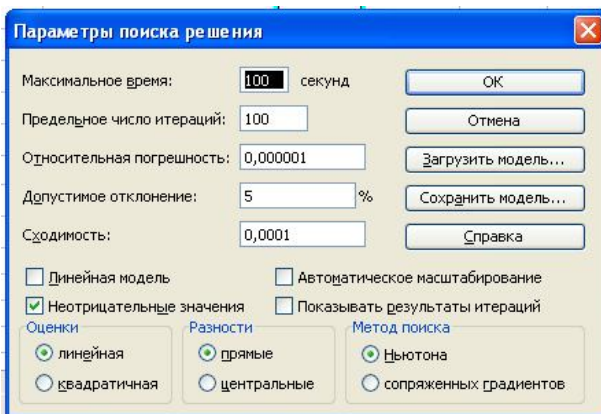 Параметры поиска решения
Максимальное время: 100 секунд ОК
Предельное число итераций: 100 Отмена
Относительная погрешность: 0,000001 Загрузить модель...
Допустимое отклонение: 5 % Сохранить модель...
Сходимость: 0,0001 Справка
Линейная модель Автоматическое масштабирование
Неотрицательные значения Показывать результаты итераций
Оценки Разности Метод поиска
линейная прямые Ньютона
квадратичная центральные сопряженных градиентов